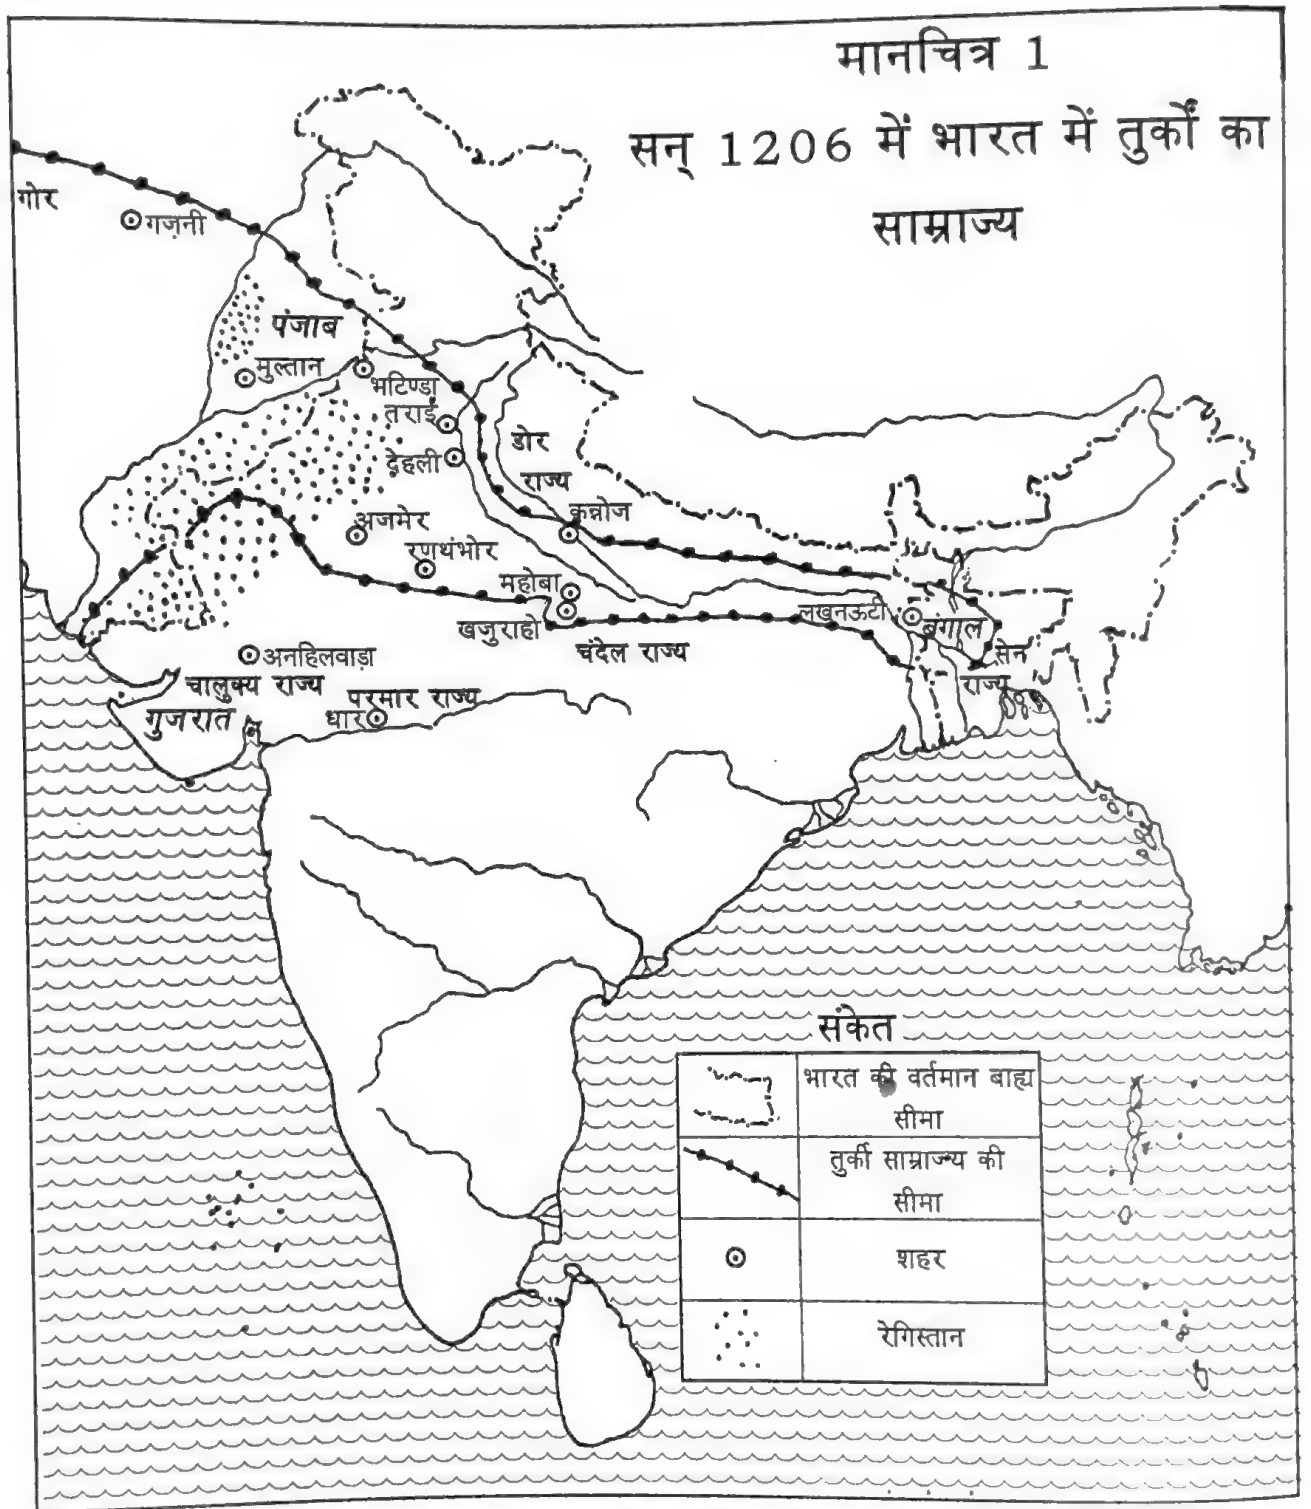 मानचित्र 1
सन् 1206 में भारत में तुर्कों का
साम्राज्य
गोर
गज़नी
पंजाब
मुल्तान
भटिण्डा
तराई
देहली
डोर
राज्य
कन्नोज
अजमेर
रणथंभोर
महोबा
खजुराहो
चंदेल राज्य
लखनऊटी
बंगाल
सेन
राज्य
अनहिलवाड़ा
चालुक्य राज्य
परमार राज्य
गुजरात
धार
संकेत
भारत की वर्तमान बाह्य
सीमा
तुर्की साम्राज्य की
सीमा
शहर
रेगिस्तान